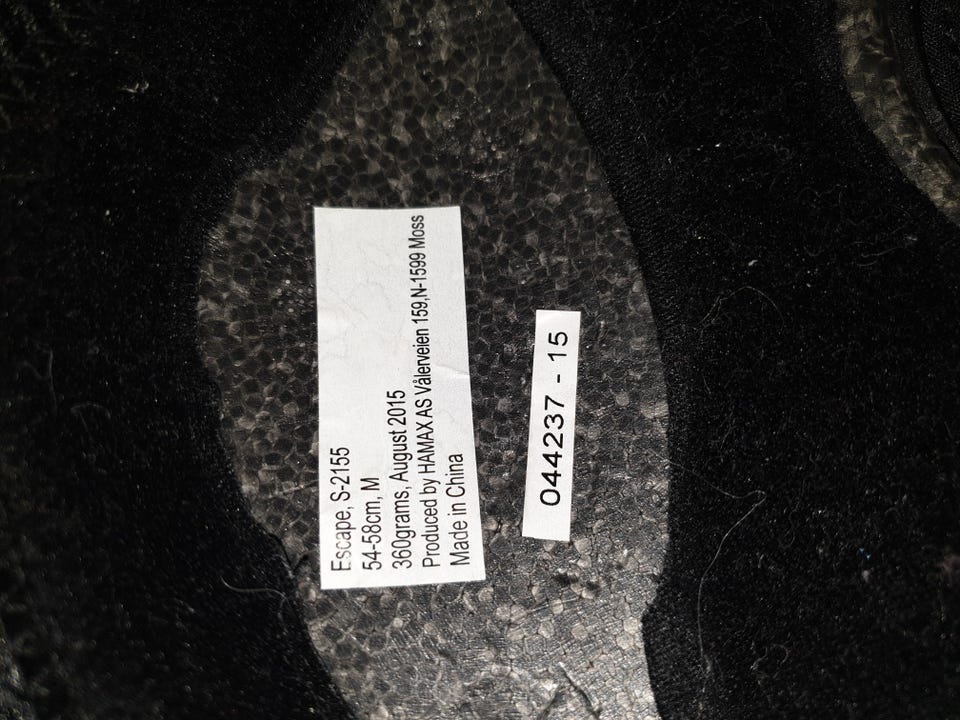 Escape, S-2155
54-58cm, M
360grams, August 2015
Produced by HAMAX AS Vålerveien 159,N-1599 Moss
Made in China
044237 - 15